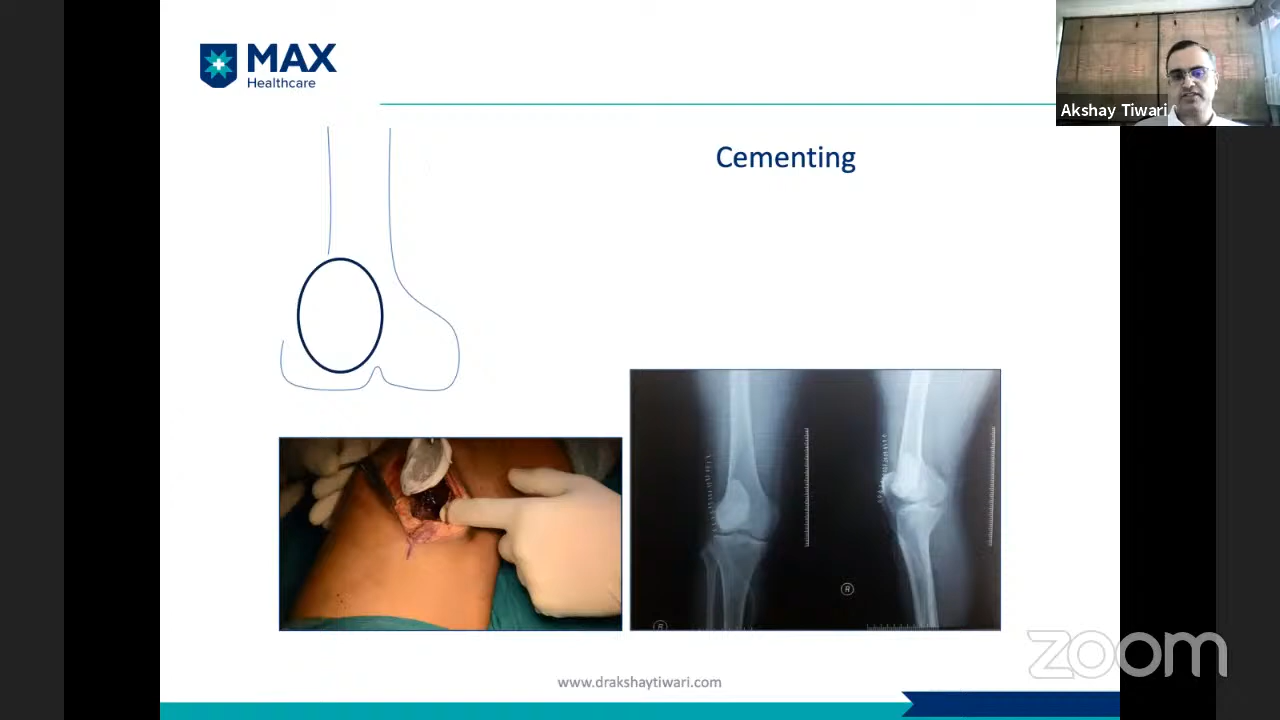 MAX
Healthcare
Akshay Tiwari
Cementing
R
R
www.drakshaytiwari.com
zoom